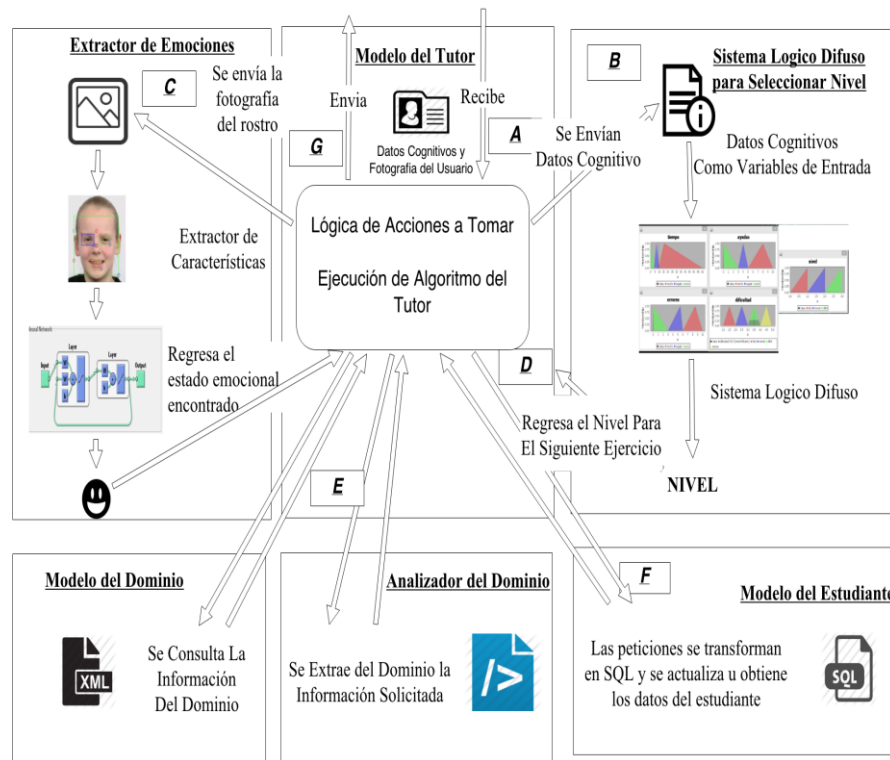 Extractor de Emociones
C
Se envía la
fotografía
del rostro
Extractor de
Características
Regresa el
estado emocional
encontrado
Modelo del Tutor
Envia
Recibe
G
A
Datos Cognitivos y
Fotografia del Usuario
Lógica de Acciones a Tomar
Ejecución de Algoritmo del
Tutor
D
E
B
Sistema Logico Difuso
para Seleccionar Nivel
Se Envían
Datos Cognitivo
Datos Cognitivos
Como Variables de Entrada
Sistema Logico Difuso
Regresa el Nivel Para
El Siguiente Ejercicio
NIVEL
Layer
Layer
Input
Output
Modelo del Dominio
XML
Se Consulta La
Información
Del Dominio
Analizador del Dominio
Se Extrae del Dominio la
Información Solicitada
</>
F
Modelo del Estudiante
Las peticiones se transforman
en SQL y se actualiza u obtiene
los datos del estudiante
SQL